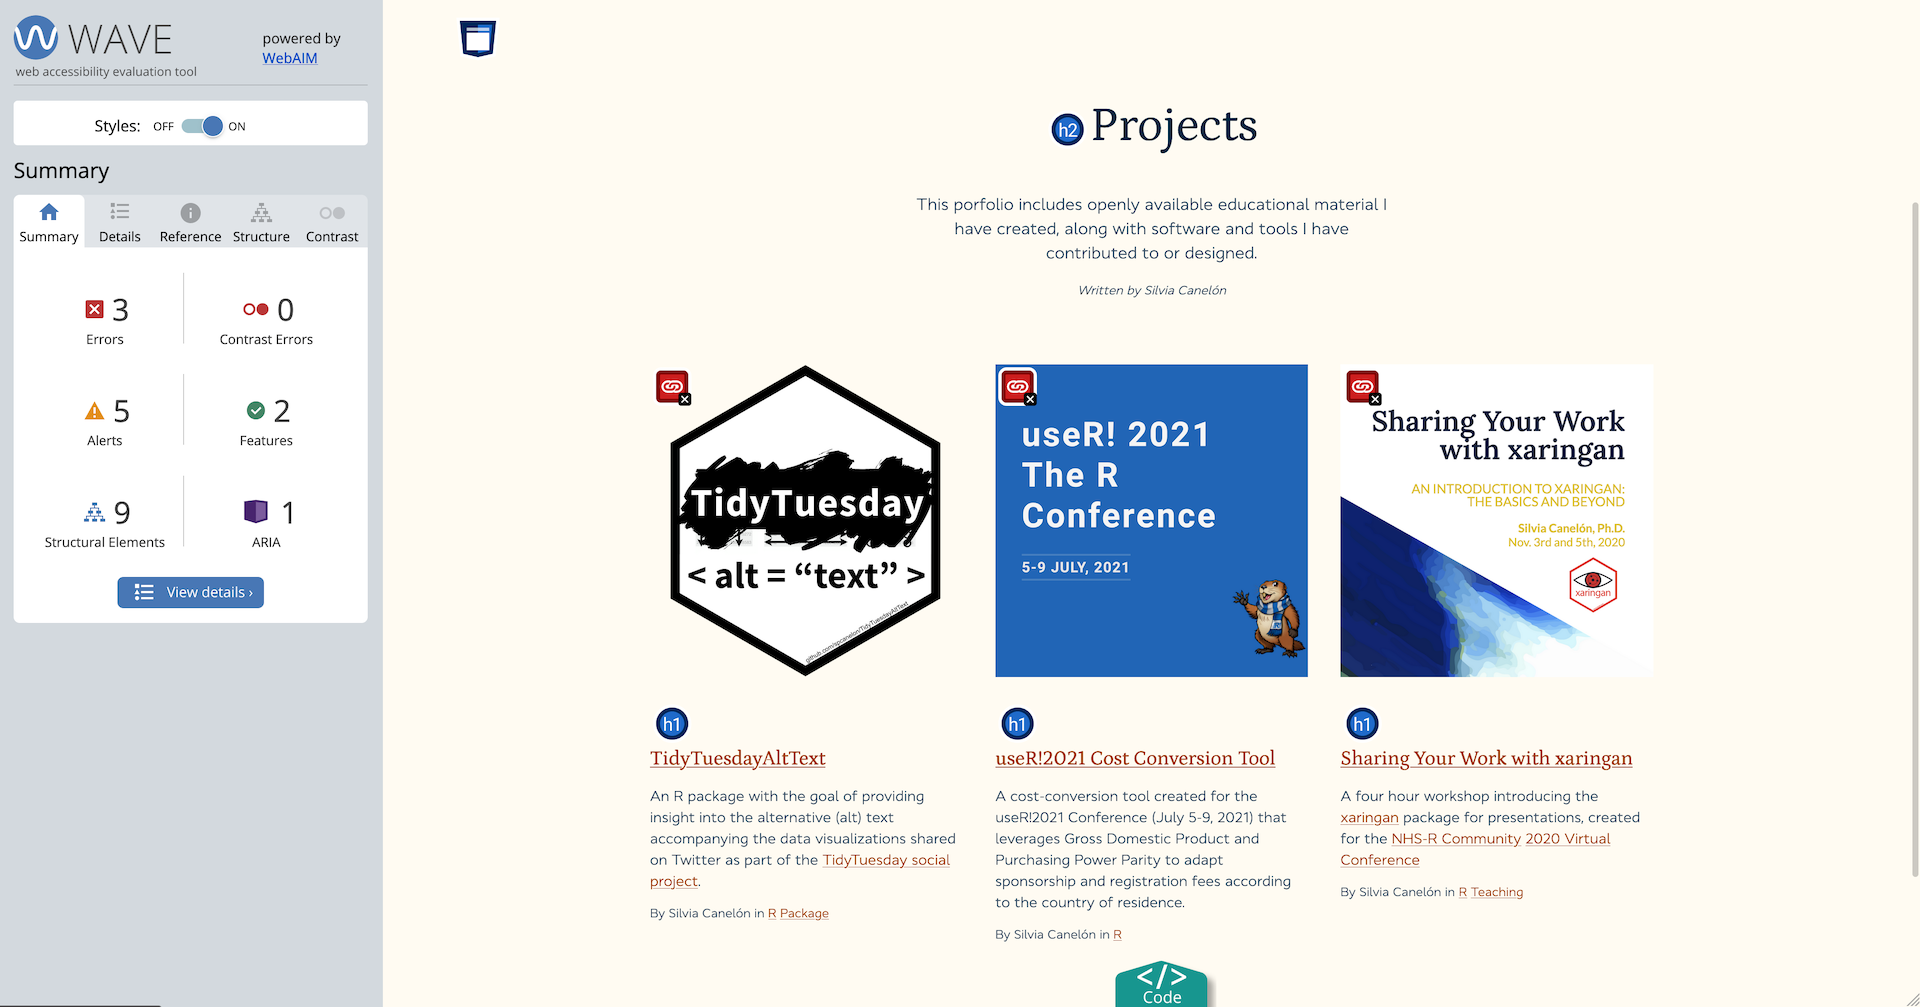 WAVE
web accessibility evaluation tool
powered by
WebAIM
Styles: OFF ON
Summary
Summary Details Reference Structure Contrast
3
Errors
0
Contrast Errors
5
Alerts
2
Features
9
Structural Elements
1
ARIA
View details ›
h2 Projects
This porfolio includes openly available educational material I
have created, along with software and tools I have
contributed to or designed.
Written by Silvia Canelón
TidyTuesday
< alt = “text” >
github.com/spcanelon/TidyTuesdayAltText
h1
TidyTuesdayAltText
An R package with the goal of providing
insight into the alternative (alt) text
accompanying the data visualizations shared
on Twitter as part of the TidyTuesday social
project.
By Silvia Canelón in R Package
useR! 2021
The R
Conference
5-9 JULY, 2021
R
h1
useR!2021 Cost Conversion Tool
A cost-conversion tool created for the
useR!2021 Conference (July 5-9, 2021) that
leverages Gross Domestic Product and
Purchasing Power Parity to adapt
sponsorship and registration fees according
to the country of residence.
By Silvia Canelón in R
Sharing Your Work
with xaringan
AN INTRODUCTION TO XARINGAN:
THE BASICS AND BEYOND
Silvia Canelón, Ph.D.
Nov. 3rd and 5th, 2020
xaringan
h1
Sharing Your Work with xaringan
A four hour workshop introducing the
xaringan package for presentations, created
for the NHS-R Community 2020 Virtual
Conference
By Silvia Canelón in R Teaching
</>
Code